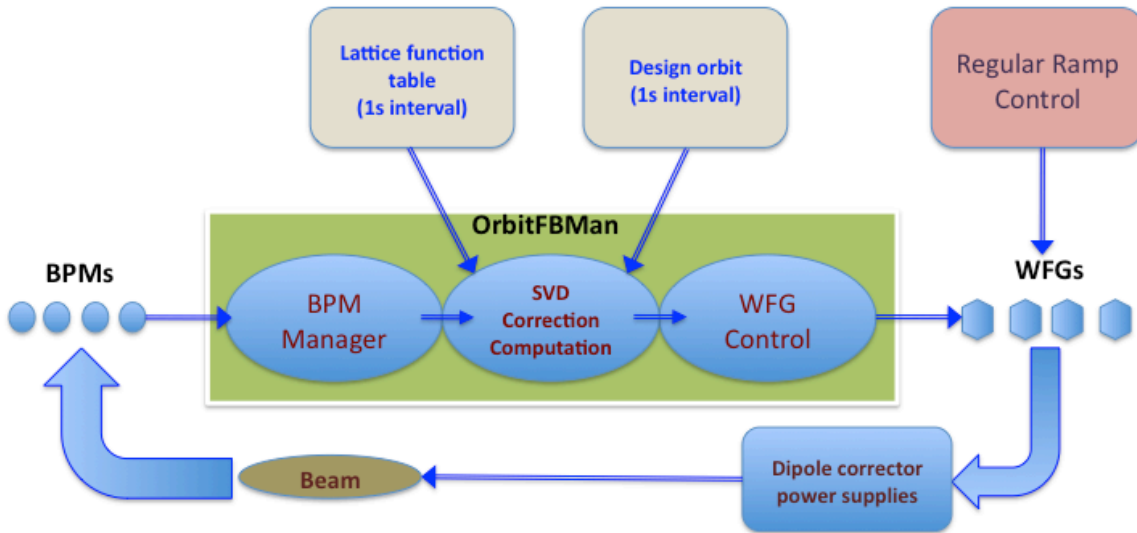 Lattice function
table
(1s interval)
Design orbit
(1s interval)
Regular Ramp
Control
OrbitFBMan
BPMs
WFGs
BPM
Manager
SVD
Correction
Computation
WFG
Control
Beam
Dipole corrector
power supplies